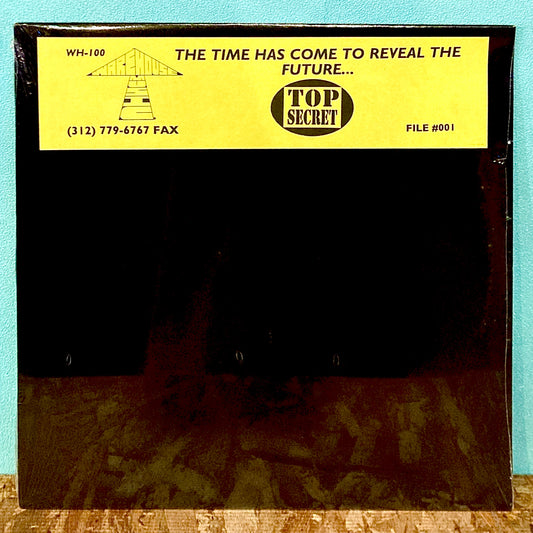 WH-100
THE TIME HAS COME TO REVEAL THE
FUTURE...
TOP
SECRET
(312) 779-6767 FAX
FILE #001